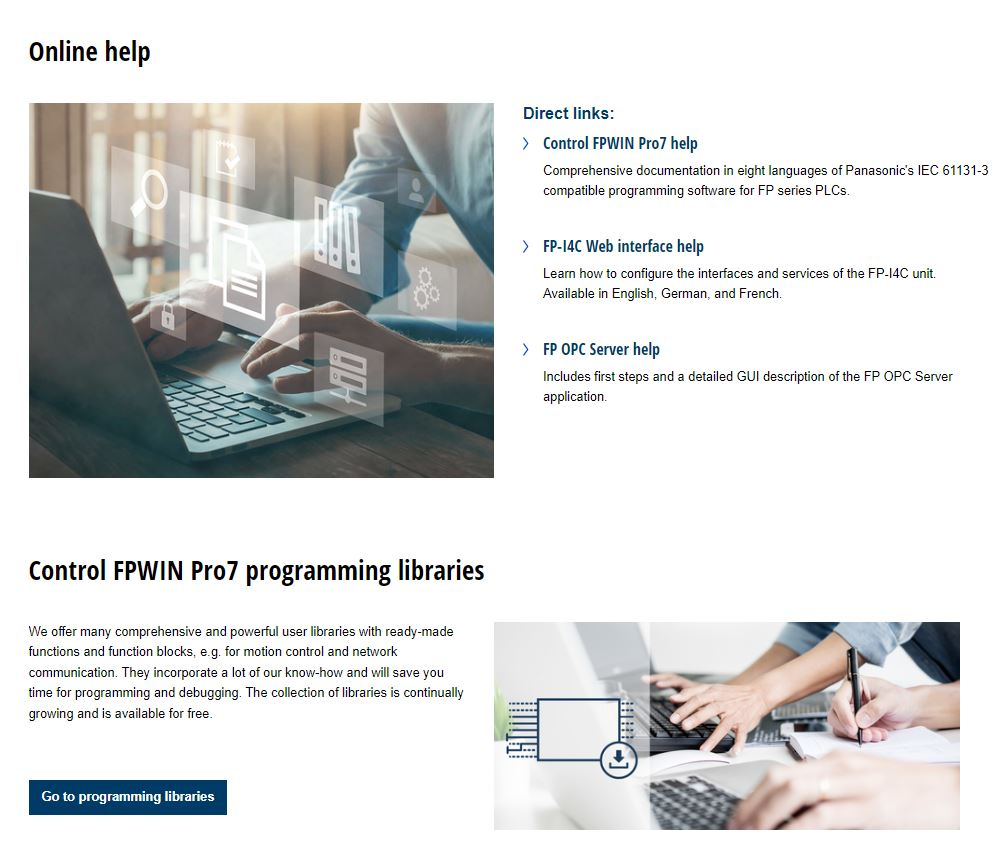 Online help
Direct links:
Control FPWIN Pro7 help
Comprehensive documentation in eight languages of Panasonic's IEC 61131-3
compatible programming software for FP series PLCs.
FP-I4C Web interface help
Learn how to configure the interfaces and services of the FP-I4C unit.
Available in English, German, and French.
FP OPC Server help
Includes first steps and a detailed GUI description of the FP OPC Server
application.
Control FPWIN Pro7 programming libraries
We offer many comprehensive and powerful user libraries with ready-made
functions and function blocks, e.g. for motion control and network
communication. They incorporate a lot of our know-how and will save you
time for programming and debugging. The collection of libraries is continually
growing and is available for free.
Go to programming libraries